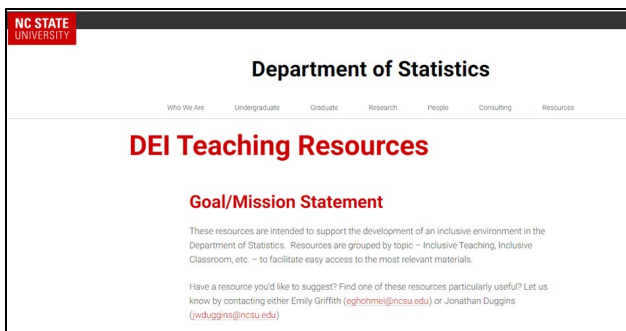 NC STATE
UNIVERSITY
Department of Statistics
Who We Are Undergraduate Graduate Research People Consulting Resources
DEI Teaching Resources
Goal/Mission Statement
These resources are intended to support the development of an inclusive environment in the
Department of Statistics. Resources are grouped by topic – Inclusive Teaching, Inclusive
Classroom, etc. – to facilitate easy access to the most relevant materials.
Have a resource you'd like to suggest? Find one of these resources particularly useful? Let us
know by contacting either Emily Griffith (eghohmei@ncsu.edu) or Jonathan Duggins
(jwduggins@ncsu.edu)